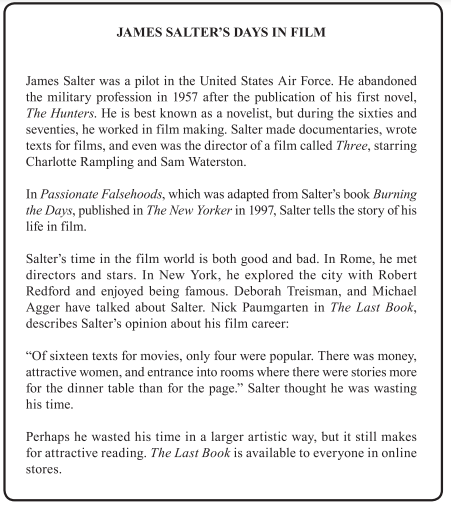 JAMES SALTER'S DAYS IN FILM
James Salter was a pilot in the United States Air Force. He abandoned
the military profession in 1957 after the publication of his first novel,
The Hunters. He is best known as a novelist, but during the sixties and
seventies, he worked in film making. Salter made documentaries, wrote
texts for films, and even was the director of a film called Three, starring
Charlotte Rampling and Sam Waterston.
In Passionate Falsehoods, which was adapted from Salter's book Burning
the Days, published in The New Yorker in 1997, Salter tells the story of his
life in film.
Salter's time in the film world is both good and bad. In Rome, he met
directors and stars. In New York, he explored the city with Robert
Redford and enjoyed being famous. Deborah Treisman, and Michael
Agger have talked about Salter. Nick Paumgarten in The Last Book,
describes Salter's opinion about his film career:
“Of sixteen texts for movies, only four were popular. There was money,
attractive women, and entrance into rooms where there were stories more
for the dinner table than for the page.” Salter thought he was wasting
his time.
Perhaps he wasted his time in a larger artistic way, but it still makes
for attractive reading. The Last Book is available to everyone in online
stores.